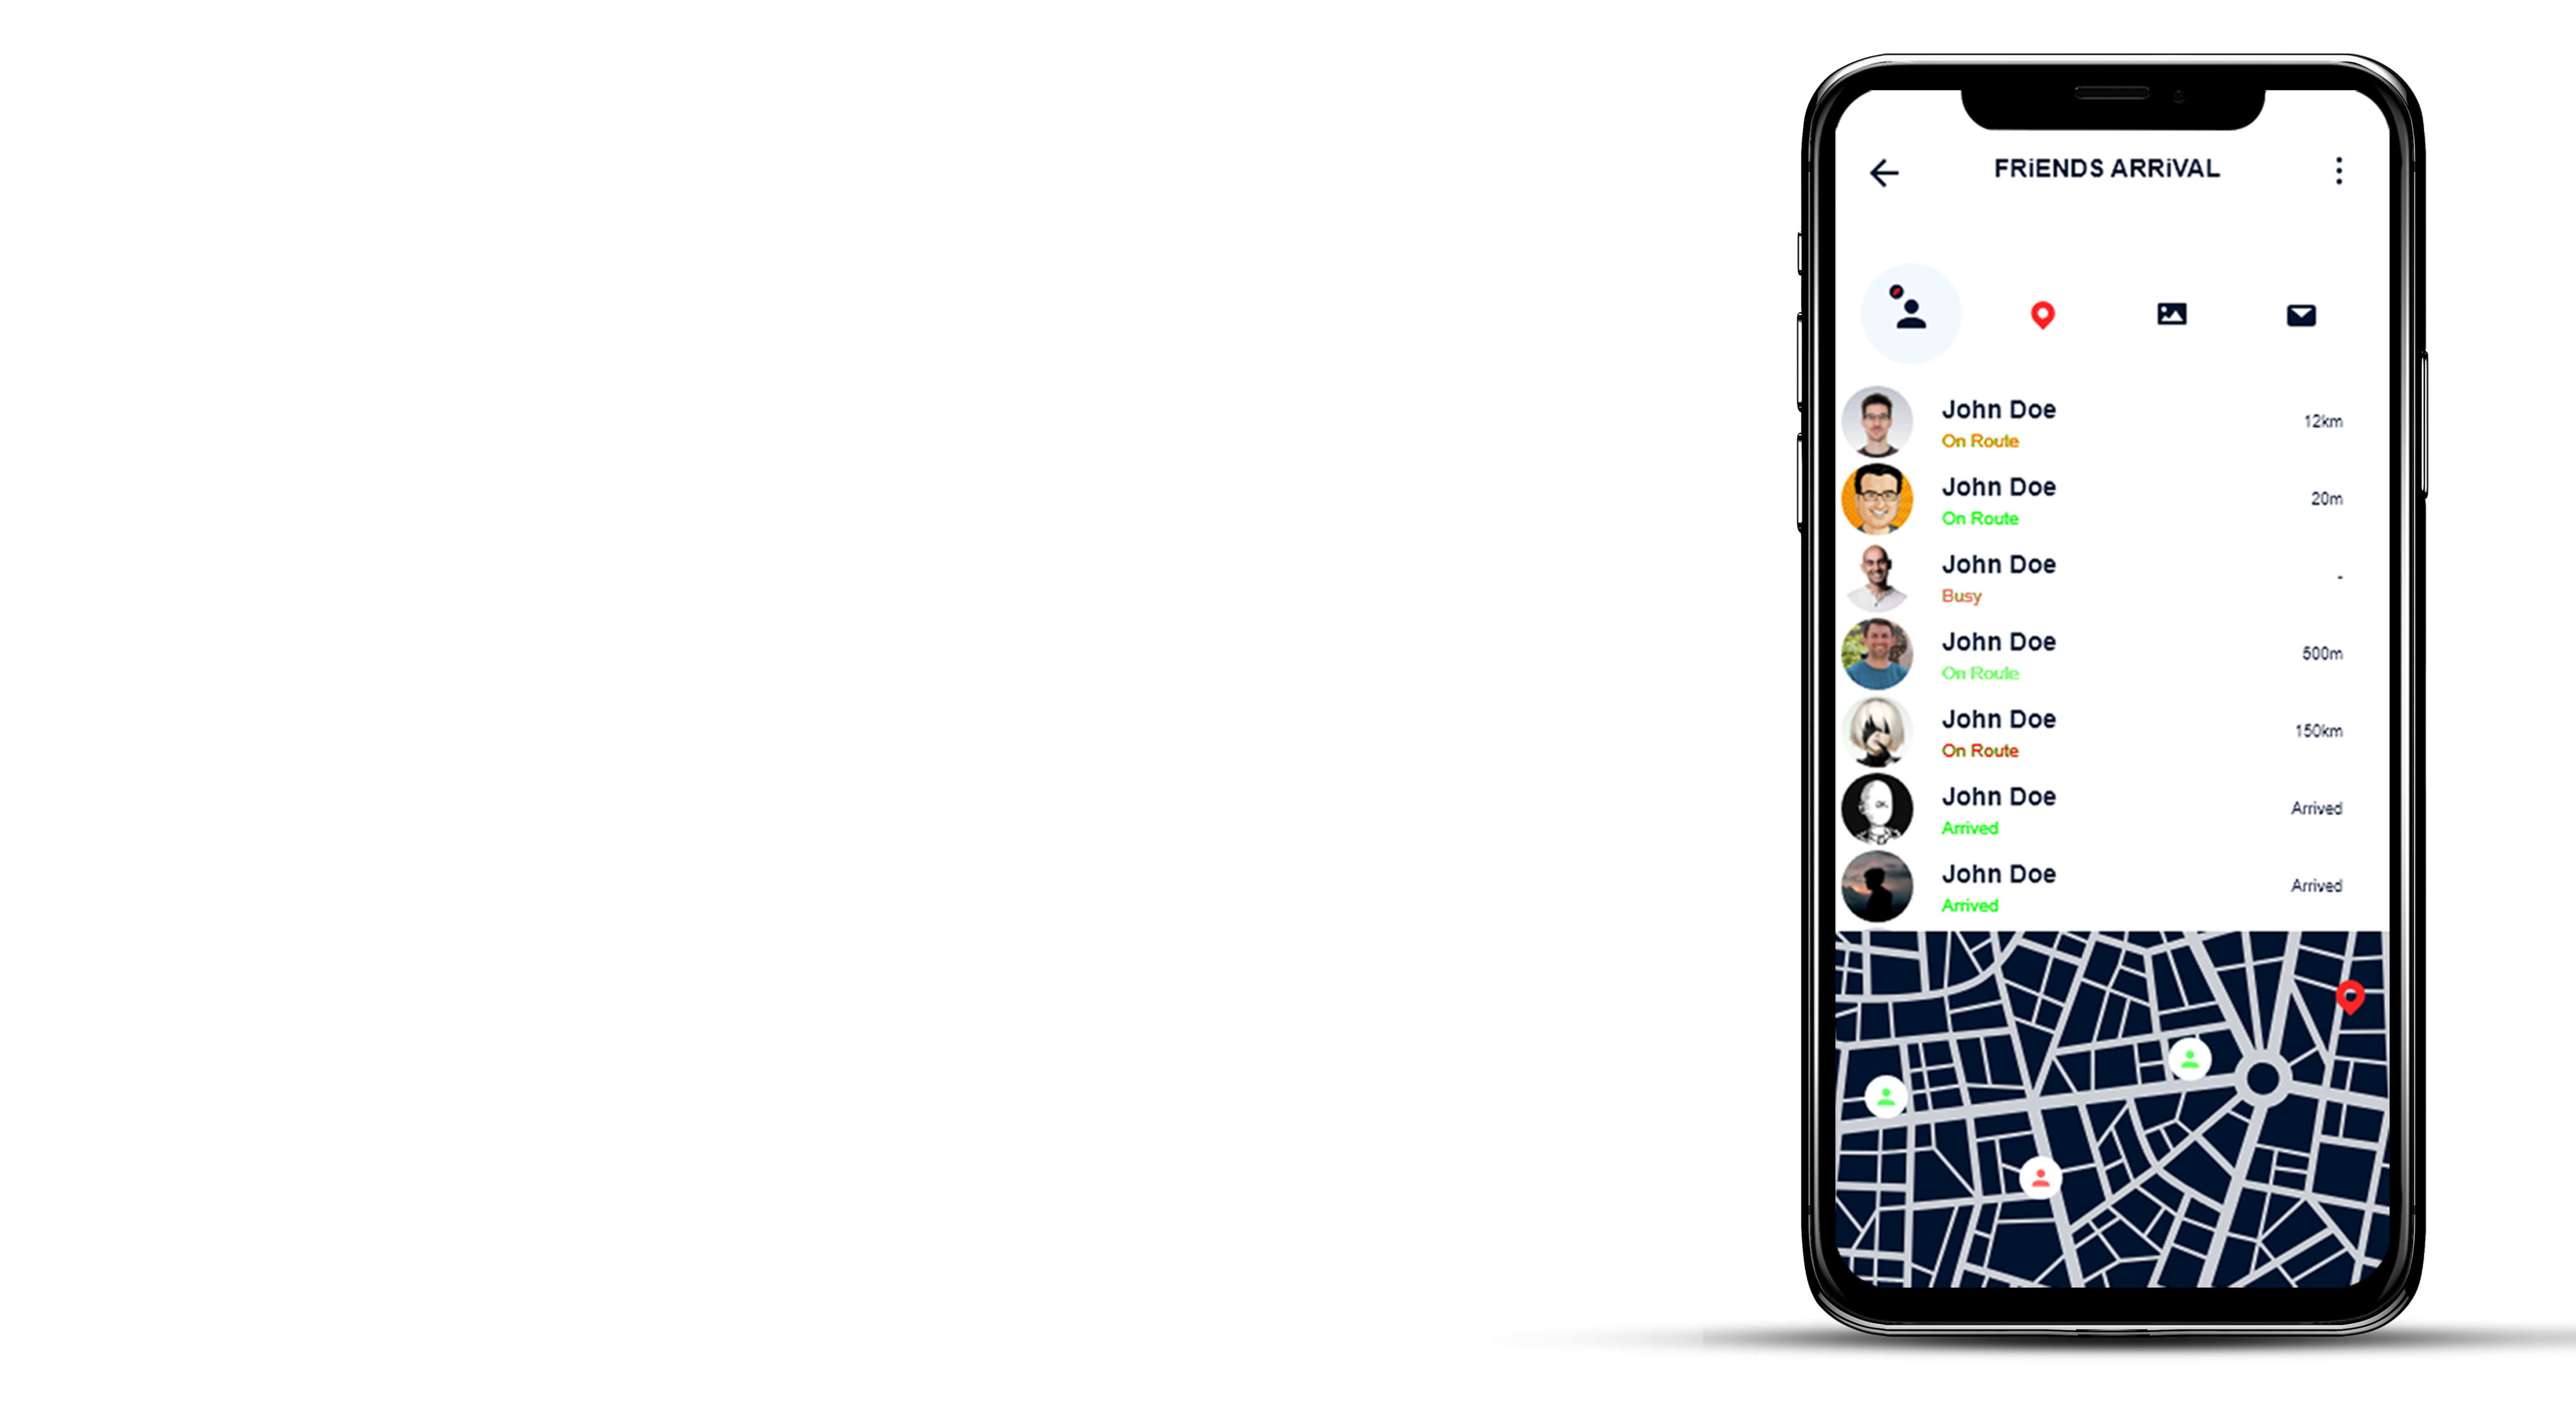 FRiENDS ARRiVAL
John Doe
On Route
12km
John Doe
On Route
20m
John Doe
Busy
-
John Doe
On Route
500m
John Doe
On Route
150km
John Doe
Arrived
Arrived
John Doe
Arrived
Arrived